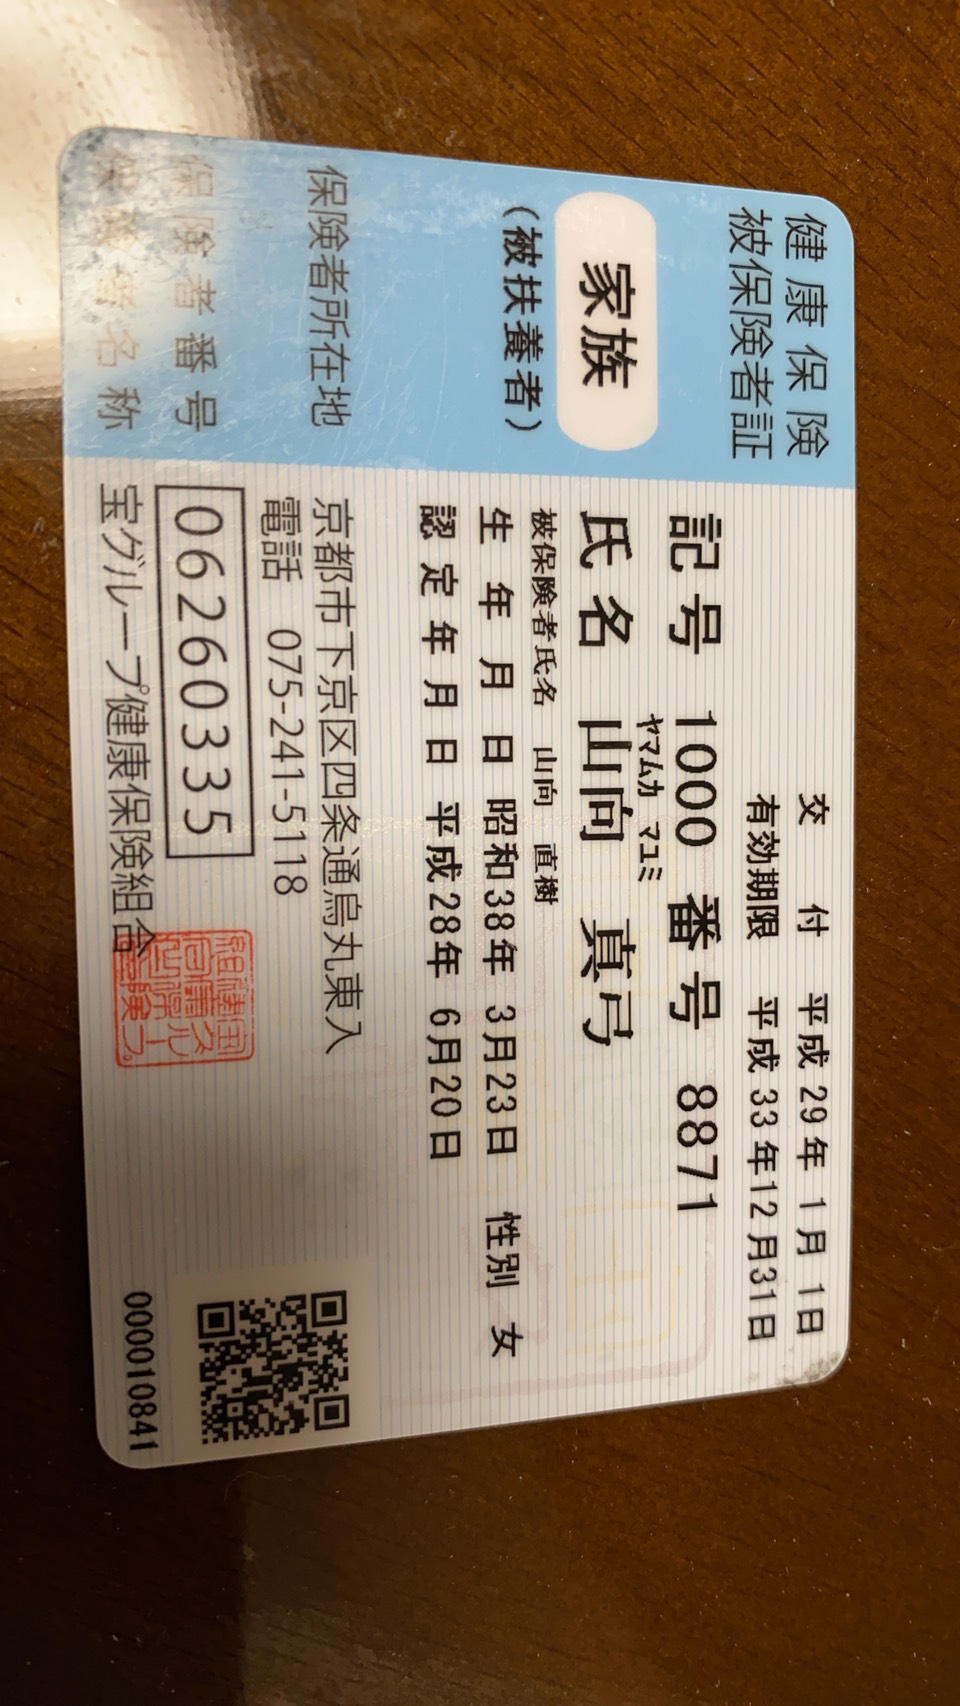 健康保険
被保険者証
家族
(被扶養者)
交付 平成29年 1月 1日
有効期限 平成33年12月31日
記号 1000 番号 8871
ヤマムカ マユミ
氏名 山向 真弓
被保険者氏名 山向 直樹
生年月日 昭和38年 3月23日 性別 女
認定年月日 平成28年 6月20日
保険者所在地 京都市下京区四条通烏丸東入
電話 075-241-5118
保険者番号 06260335
保険者名称 宝グループ健康保険組合
000010841